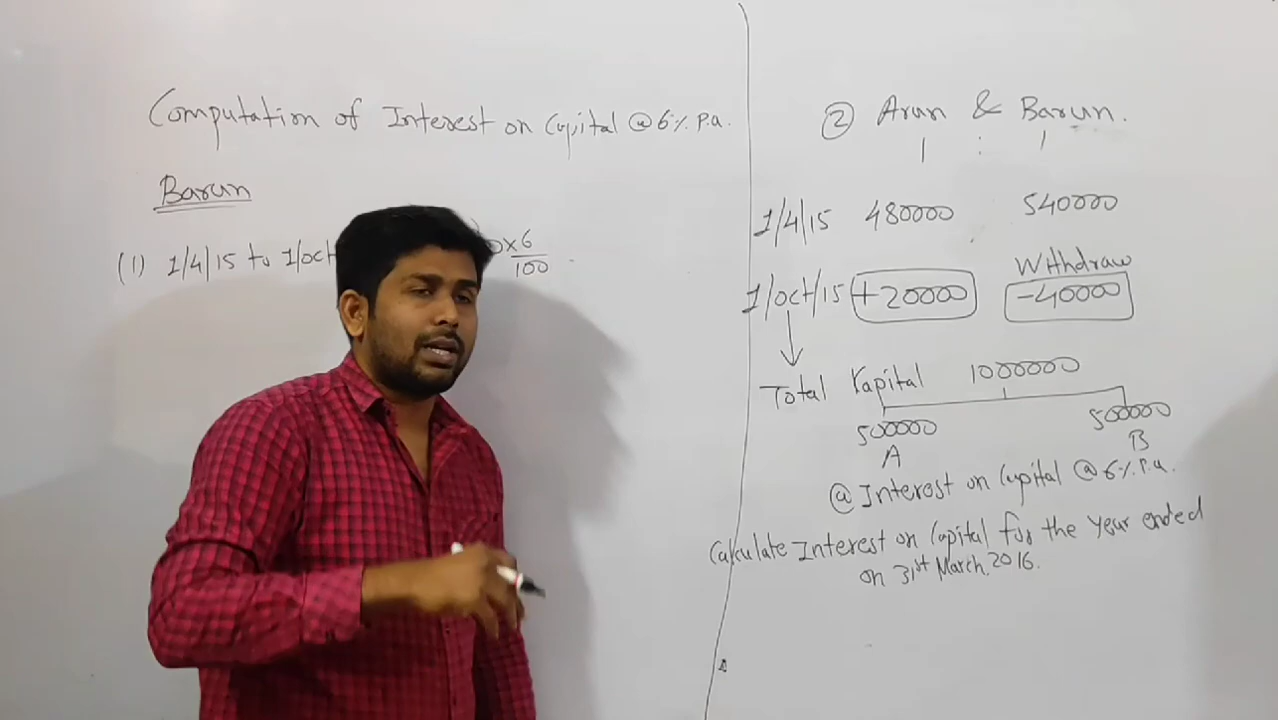 Computation of Interest on Capital @ 6% P.a.
Barun
(1) 1/4/15 to 1/oct
0 × 6
100
② Arun & Barun.
1 : 1
1/4/15 480000 540000
Withdraw
1/oct/15 +20000 -40000
Total Kapital 1000000
500000 500000
A B
@ Interest on Capital @ 6% P.a.
Calculate Interest on Capital for the Year ended
on 31st March, 2016.